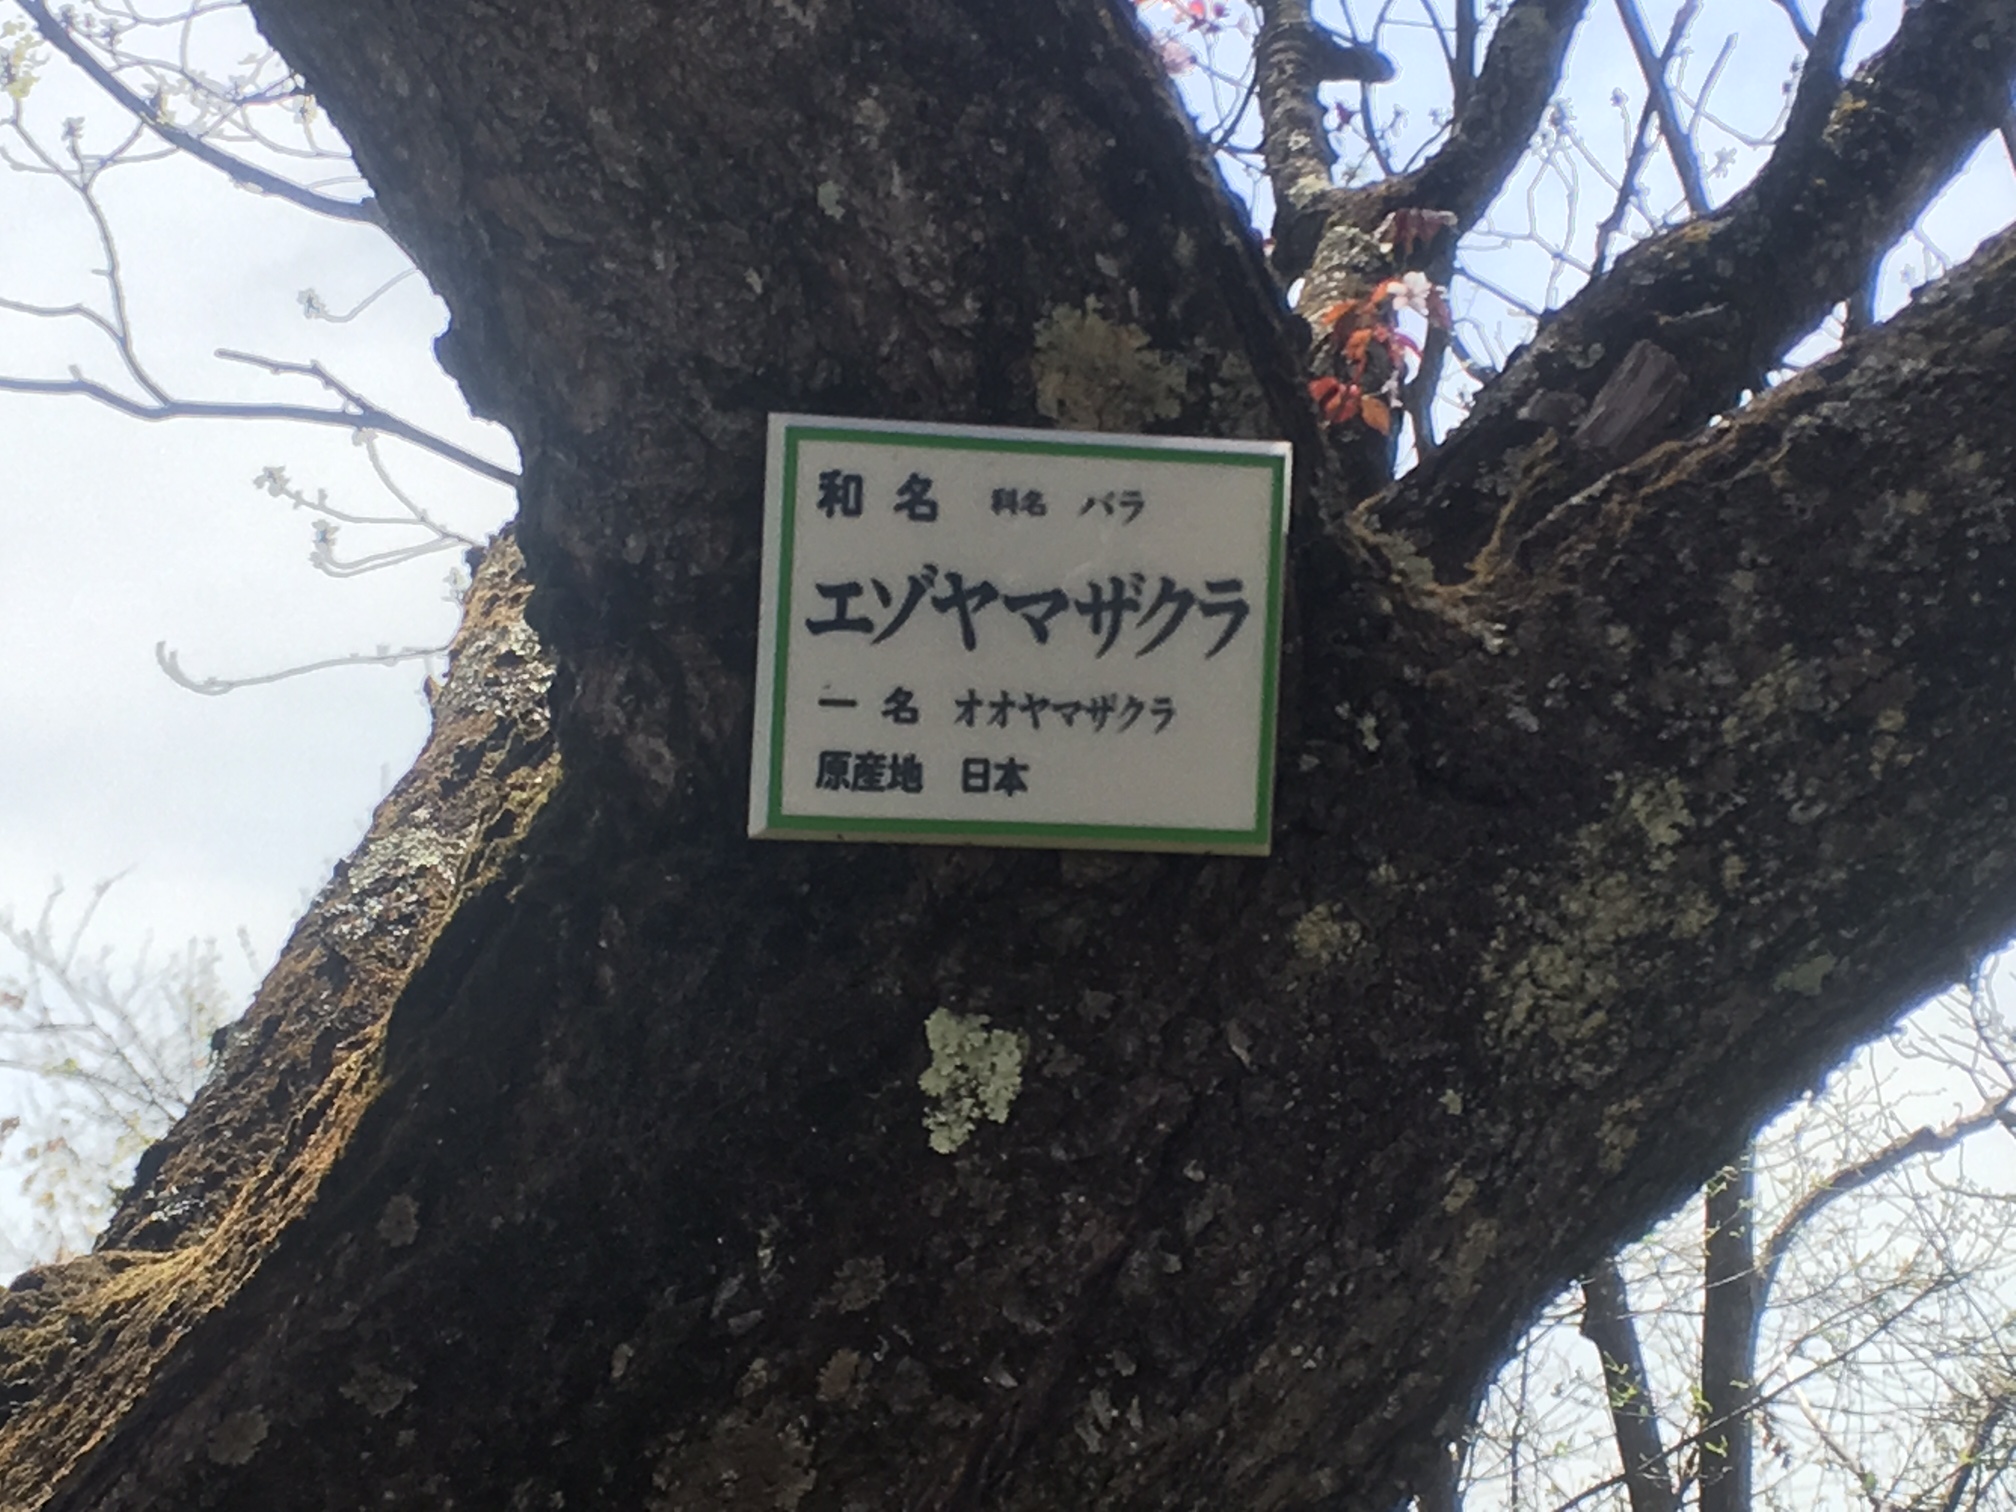 和名 科名 バラ
エゾヤマザクラ
一名 オオヤマザクラ
原産地 日本